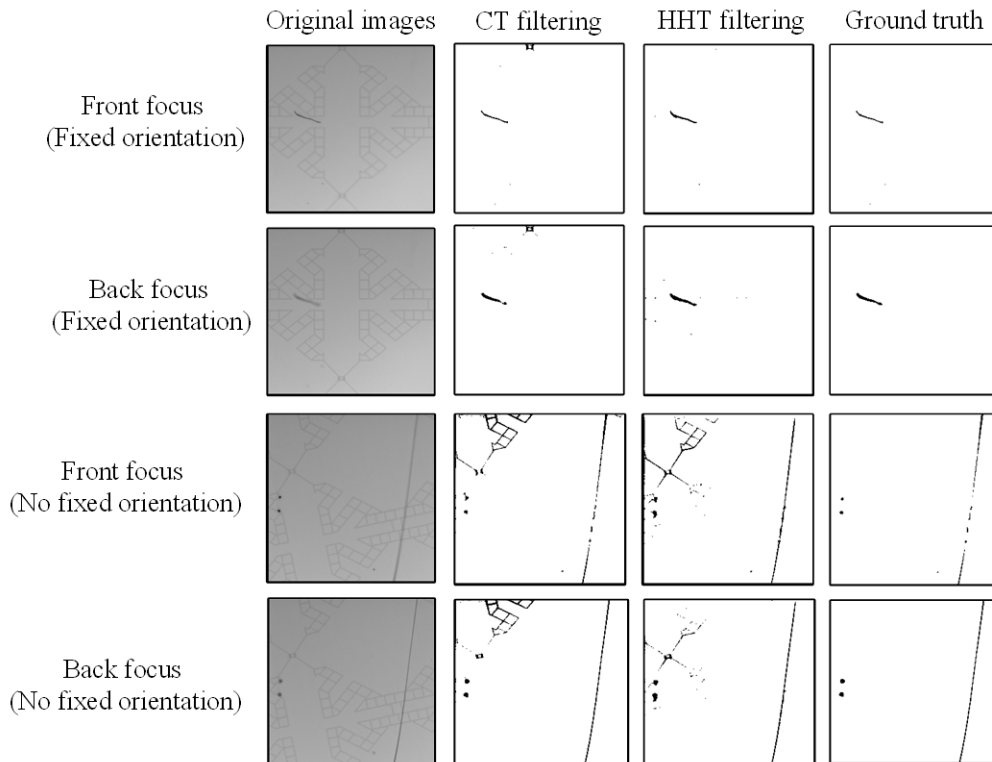 Original images
CT filtering
HHT filtering
Ground truth
Front focus
(Fixed orientation)
Back focus
(Fixed orientation)
Front focus
(No fixed orientation)
Back focus
(No fixed orientation)